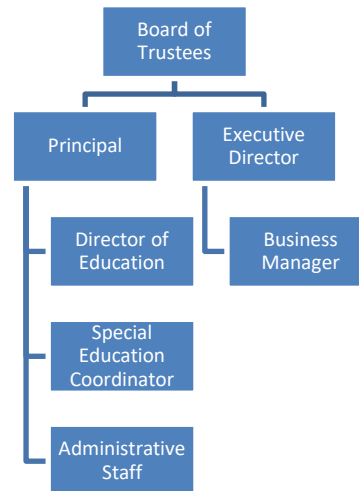 Board of
Trustees
Principal
Executive
Director
Director of
Education
Business
Manager
Special
Education
Coordinator
Administrative
Staff